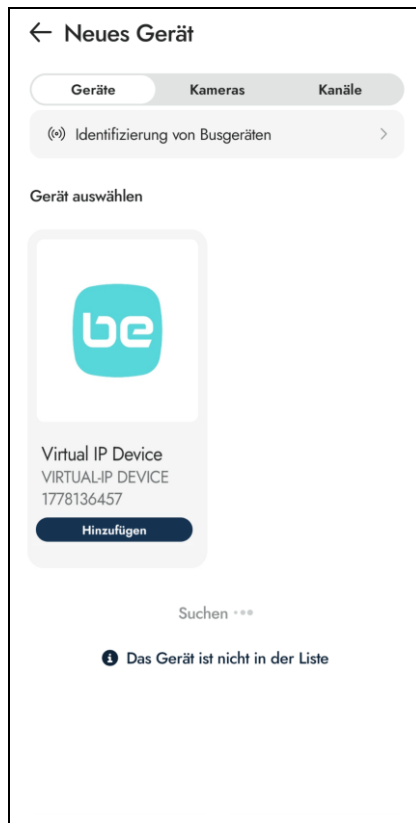 Neues Gerät
Geräte Kameras Kanäle
Identifizierung von Busgeräten
Gerät auswählen
be
Virtual IP Device
VIRTUAL-IP DEVICE
1778136457
Hinzufügen
Suchen
Das Gerät ist nicht in der Liste